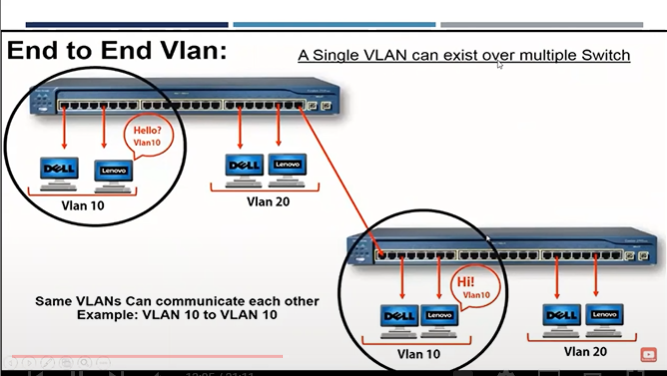 End to End Vlan:
A Single VLAN can exist over multiple Switch
Hello?
Vlan10
DELL
Lenovo
DELL
Lenovo
Vlan 10
Vlan 20
Hi!
Vlan10
DELL
Lenovo
DELL
Lenovo
Vlan 10
Vlan 20
Same VLANs Can communicate each other
Example: VLAN 10 to VLAN 10